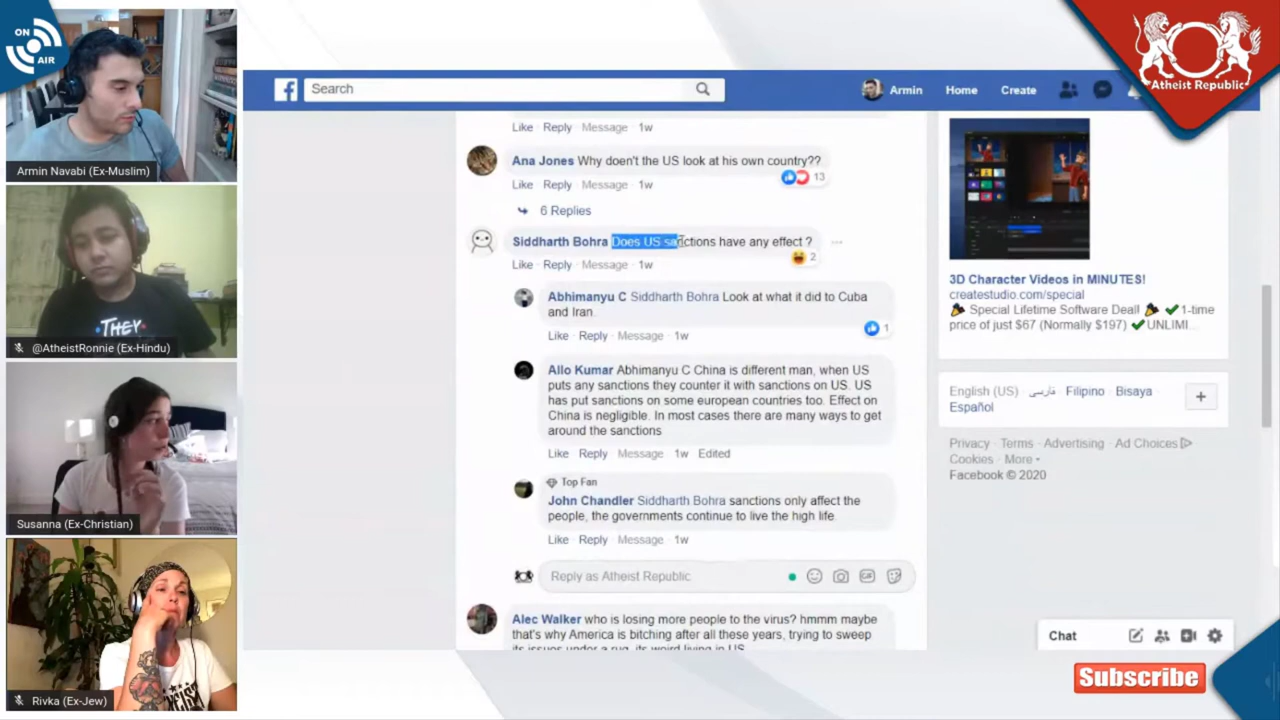 ON
AIR
Armin Navabi (Ex-Muslim)
THEY
@AtheistRonnie (Ex-Hindu)
Susanna (Ex-Christian)
Rivka (Ex-Jew)
Search
Armin
Home
Create
Atheist Republic
Like Reply Message 1w
Ana Jones Why doen't the US look at his own country??
13
Like Reply Message 1w
6 Replies
Siddharth Bohra Does US sanctions have any effect ?
2
Like Reply Message 1w
Abhimanyu C Siddharth Bohra Look at what it did to Cuba
and Iran.
1
Like Reply Message 1w
Allo Kumar Abhimanyu C China is different man, when US
puts any sanctions they counter it with sanctions on US. US
has put sanctions on some european countries too. Effect on
China is negligible. In most cases there are many ways to get
around the sanctions
Like Reply Message 1w Edited
Top Fan
John Chandler Siddharth Bohra sanctions only affect the
people, the governments continue to live the high life.
Like Reply Message 1w
Reply as Atheist Republic
GIF
Alec Walker who is losing more people to the virus? hmmm maybe
that's why America is bitching after all these years, trying to sweep
its issues under a rug, its weird living in US
3D Character Videos in MINUTES!
createstudio.com/special
Special Lifetime Software Deal! 1-time
price of just $67 (Normally $197) UNLIMI...
English (US) · فارسی · Filipino · Bisaya ·
Español
Privacy · Terms · Advertising · Ad Choices
Cookies · More
Facebook © 2020
Chat
Subscribe